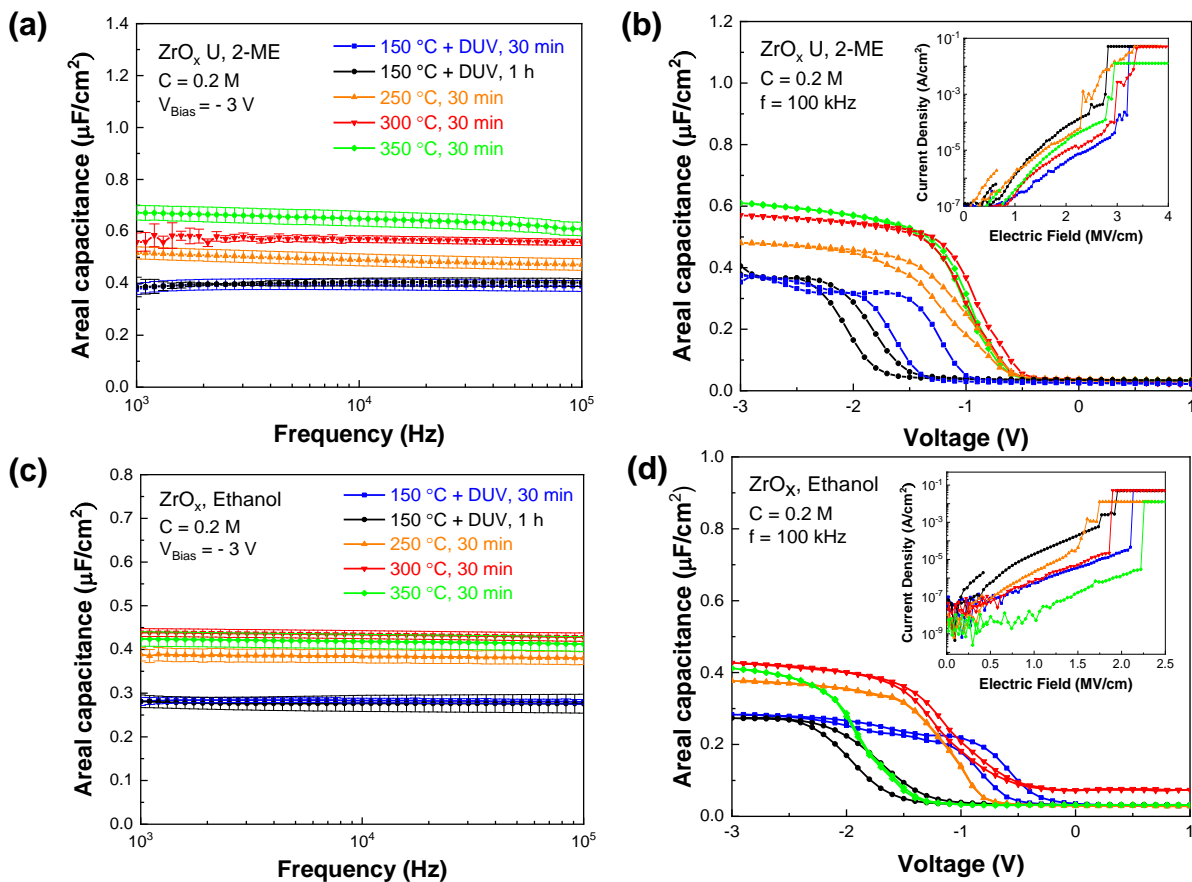 (a)
ZrOₓ U, 2-ME
C = 0.2 M
V_Bias = - 3 V
150 °C + DUV, 30 min
150 °C + DUV, 1 h
250 °C, 30 min
300 °C, 30 min
350 °C, 30 min
Areal capacitance (μF/cm²)
1.4
1.2
1.0
0.8
0.6
0.4
0.2
0.0
10³
10⁴
10⁵
Frequency (Hz)
(b)
ZrOₓ U, 2-ME
C = 0.2 M
f = 100 kHz
Areal capacitance (μF/cm²)
1.0
0.8
0.6
0.4
0.2
0.0
-3
-2
-1
0
1
Voltage (V)
Current Density (A/cm²)
10⁻¹
10⁻³
10⁻⁵
10⁻⁷
0
1
2
3
4
Electric Field (MV/cm)
(c)
ZrOₓ, Ethanol
C = 0.2 M
V_Bias = - 3 V
150 °C + DUV, 30 min
150 °C + DUV, 1 h
250 °C, 30 min
300 °C, 30 min
350 °C, 30 min
Areal capacitance (μF/cm²)
0.8
0.7
0.6
0.5
0.4
0.3
0.2
0.1
0.0
10³
10⁴
10⁵
Frequency (Hz)
(d)
ZrOₓ, Ethanol
C = 0.2 M
f = 100 kHz
Areal capacitance (μF/cm²)
1.0
0.8
0.6
0.4
0.2
0.0
-3
-2
-1
0
1
Voltage (V)
Current Density (A/cm²)
10⁻¹
10⁻³
10⁻⁵
10⁻⁷
10⁻⁹
0.0
0.5
1.0
1.5
2.0
2.5
Electric Field (MV/cm)